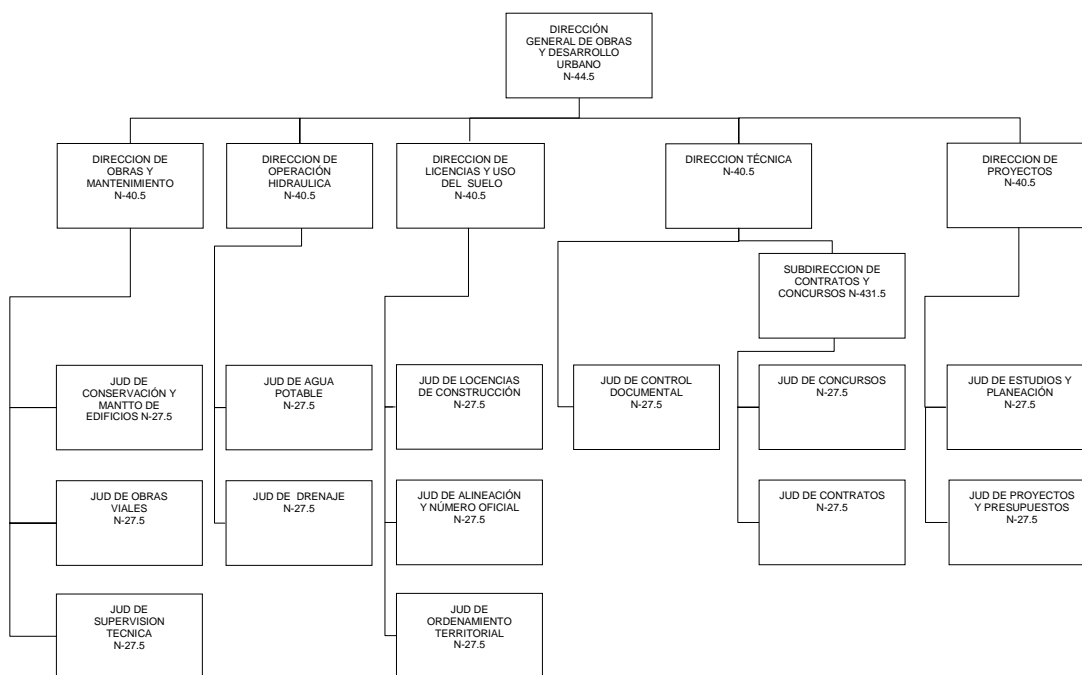 DIRECCIÓN
GENERAL DE OBRAS
Y DESARROLLO
URBANO
N-44.5
DIRECCION DE
OBRAS Y
MANTENIMIENTO
N-40.5
DIRECCION DE
OPERACIÓN
HIDRAULICA
N-40.5
DIRECCION DE
LICENCIAS Y USO
DEL SUELO
N-40.5
DIRECCION TÉCNICA
N-40.5
DIRECCION DE
PROYECTOS
N-40.5
SUBDIRECCION DE
CONTRATOS Y
CONCURSOS N-431.5
JUD DE
CONSERVACIÓN Y
MANTTO DE
EDIFICIOS N-27.5
JUD DE AGUA
POTABLE
N-27.5
JUD DE LOCENCIAS
DE CONSTRUCCIÓN
N-27.5
JUD DE CONTROL
DOCUMENTAL
N-27.5
JUD DE CONCURSOS
N-27.5
JUD DE ESTUDIOS Y
PLANEACIÓN
N-27.5
JUD DE OBRAS
VIALES
N-27.5
JUD DE DRENAJE
N-27.5
JUD DE ALINEACIÓN
Y NÚMERO OFICIAL
N-27.5
JUD DE CONTRATOS
N-27.5
JUD DE PROYECTOS
Y PRESUPUESTOS
N-27.5
JUD DE
SUPERVISION
TECNICA
N-27.5
JUD DE
ORDENAMIENTO
TERRITORIAL
N-27.5